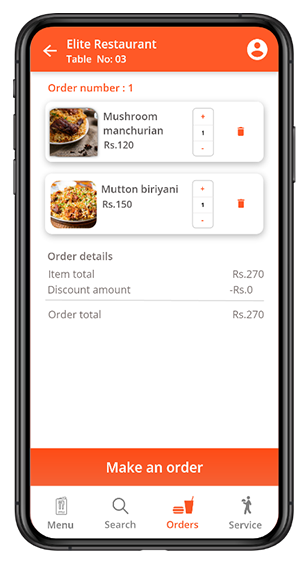 Elite Restaurant
Table No: 03
Order number : 1
Mushroom
manchurian
Rs.120
+
1
-
Mutton biriyani
Rs.150
+
1
-
Order details
Item total Rs.270
Discount amount -Rs.0
Order total Rs.270
Make an order
Menu Search Orders Service